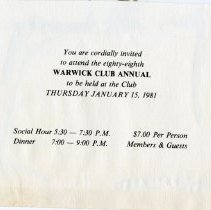 You are cordially invited
to attend the eighty-eighth
WARWICK CLUB ANNUAL
to be held at the Club
THURSDAY JANUARY 15, 1981
Social Hour 5:30 – 7:30 P.M. $7.00 Per Person
Dinner 7:00 – 9:00 P.M. Members & Guests